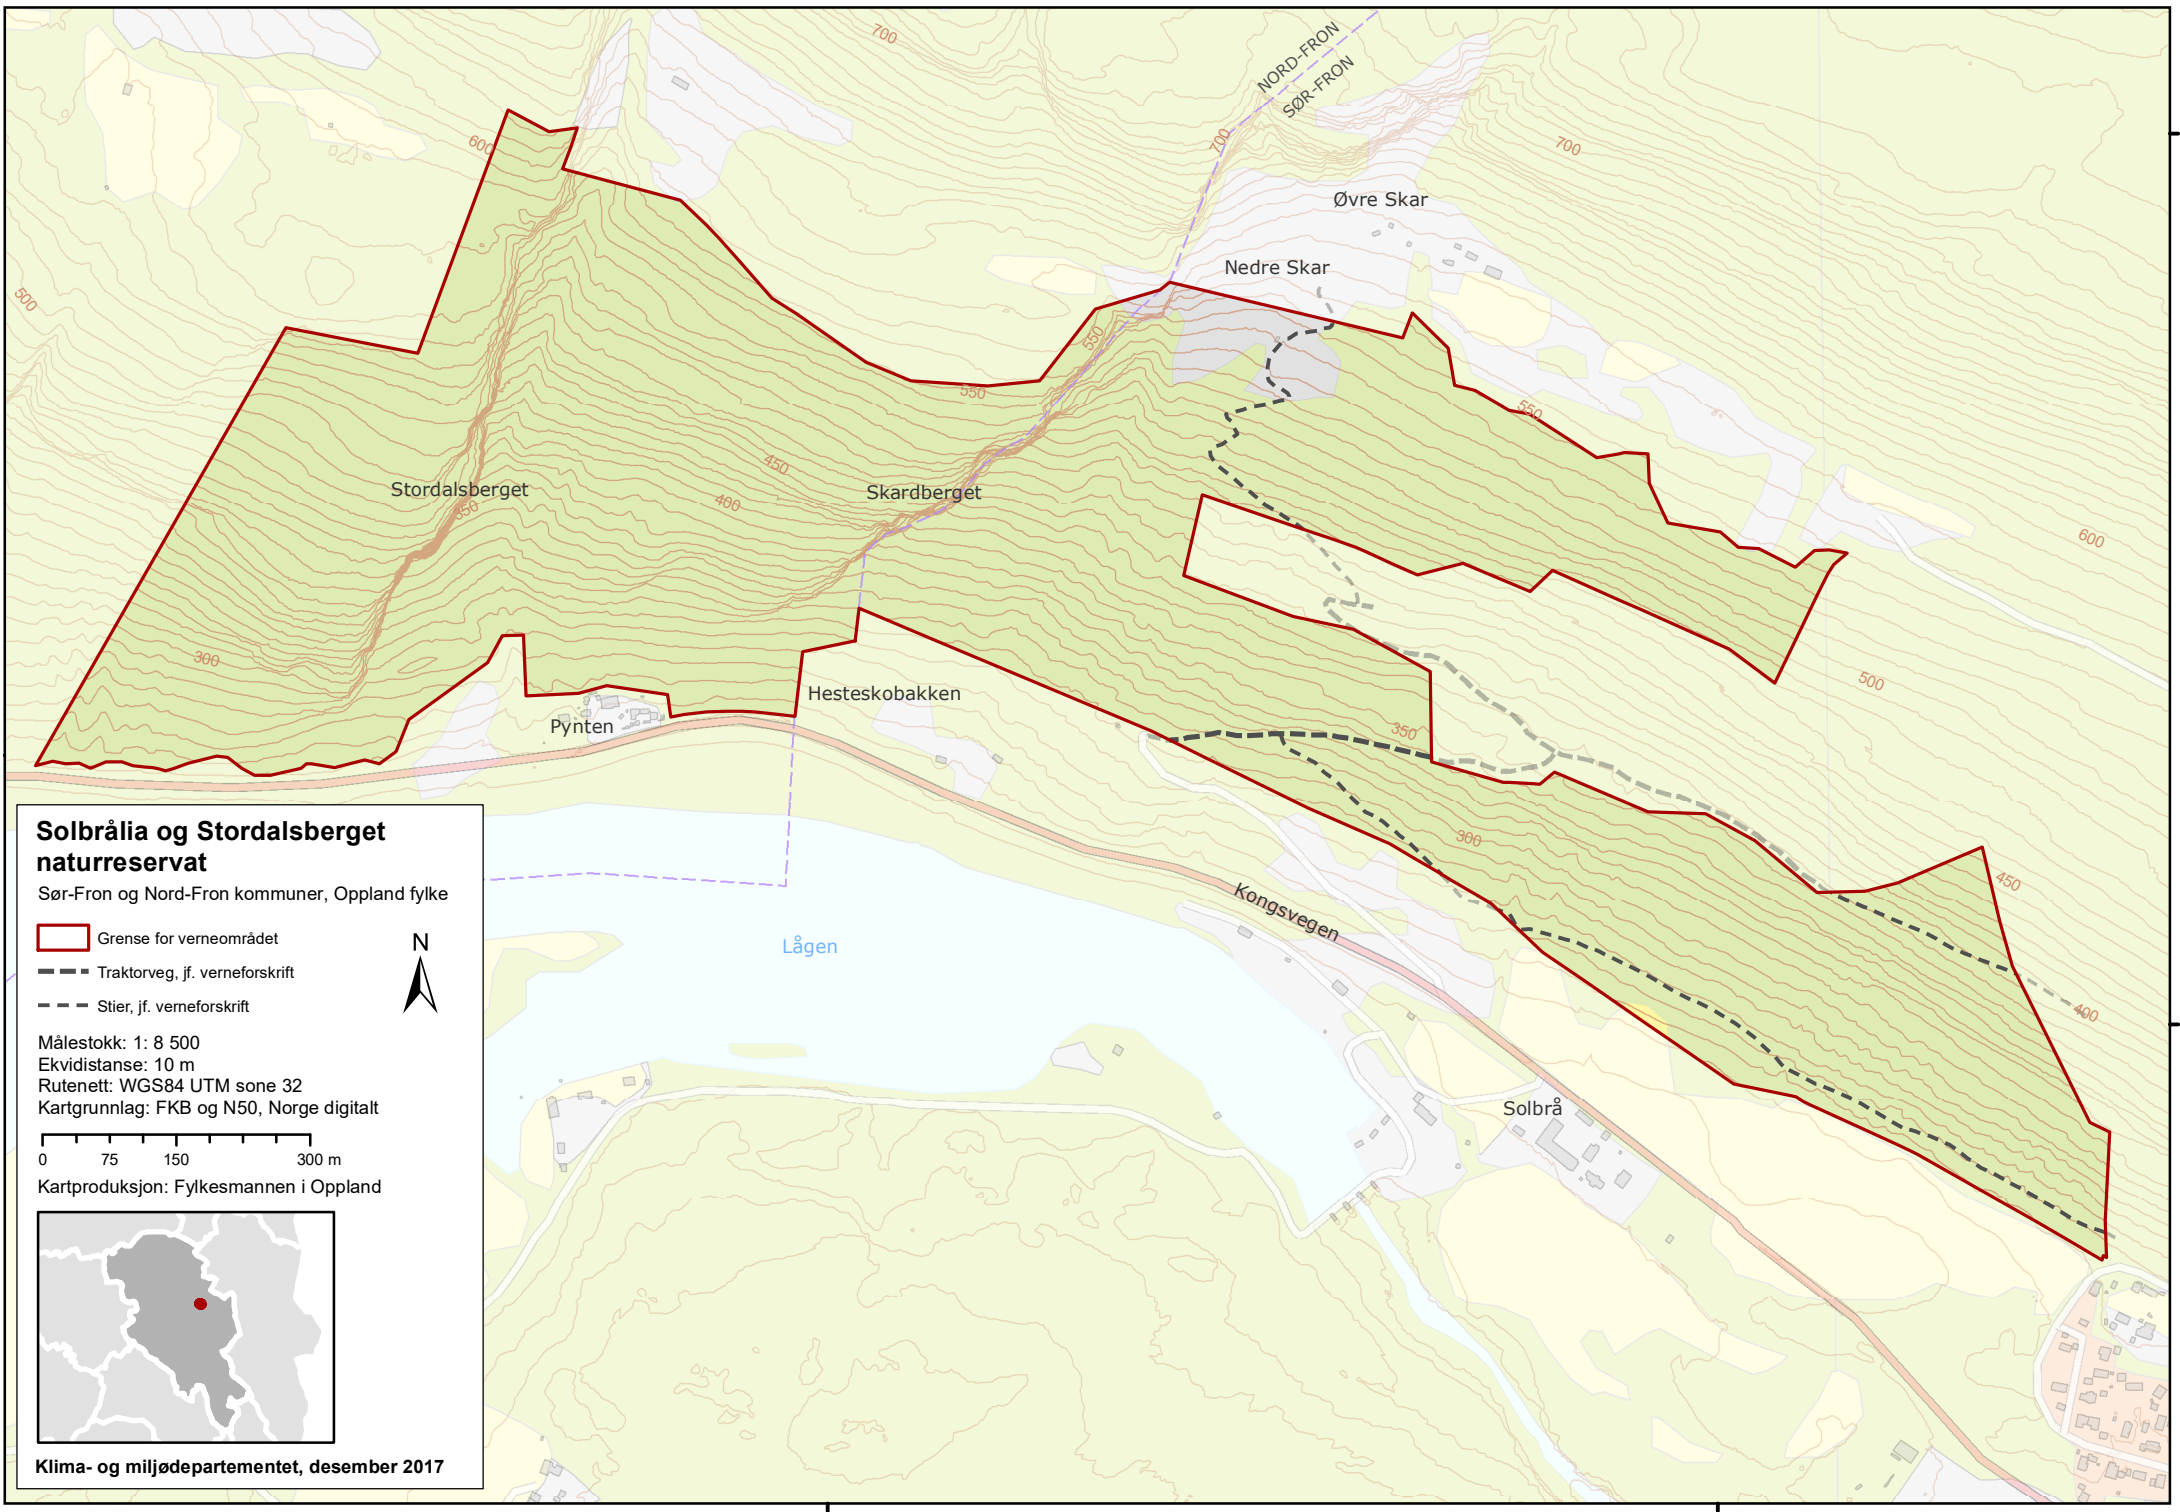 700
NORD-FRON
SØR-FRON
600
700
700
Øvre Skar
Nedre Skar
500
550
550
550
450
Stordalsberget
Skardberget
400
350
600
300
500
Hesteskobakken
Pynten
350
300
450
Kongsvegen
Lågen
400
Solbrå
Solbrålia og Stordalsberget
naturreservat
Sør-Fron og Nord-Fron kommuner, Oppland fylke
Grense for verneområdet
N
Traktorveg, jf. verneforskrift
Stier, jf. verneforskrift
Målestokk: 1: 8 500
Ekvidistanse: 10 m
Rutenett: WGS84 UTM sone 32
Kartgrunnlag: FKB og N50, Norge digitalt
0 75 150 300 m
Kartproduksjon: Fylkesmannen i Oppland
Klima- og miljødepartementet, desember 2017